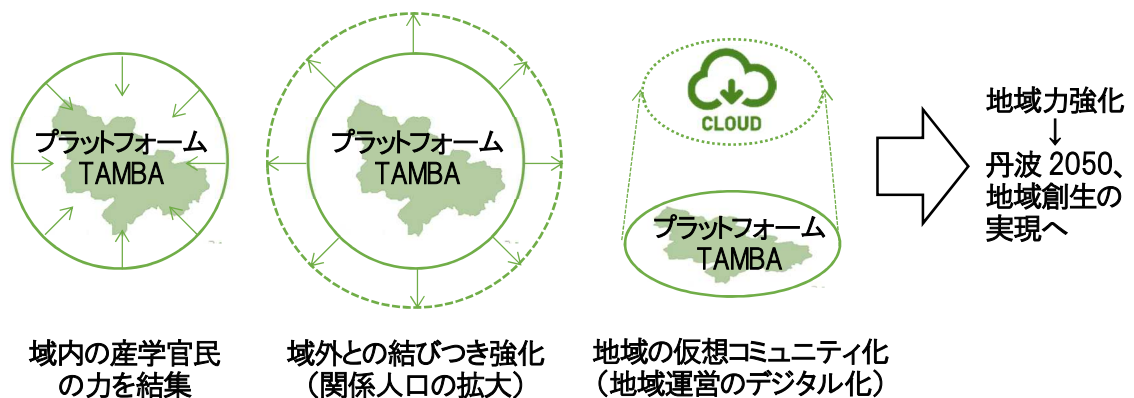 プラットフォーム
TAMBA
域内の産学官民
の力を結集
プラットフォーム
TAMBA
域外との結びつき強化
（関係人口の拡大）
CLOUD
プラットフォーム
TAMBA
地域の仮想コミュニティ化
（地域運営のデジタル化）
地域力強化
↓
丹波 2050、
地域創生の
実現へ